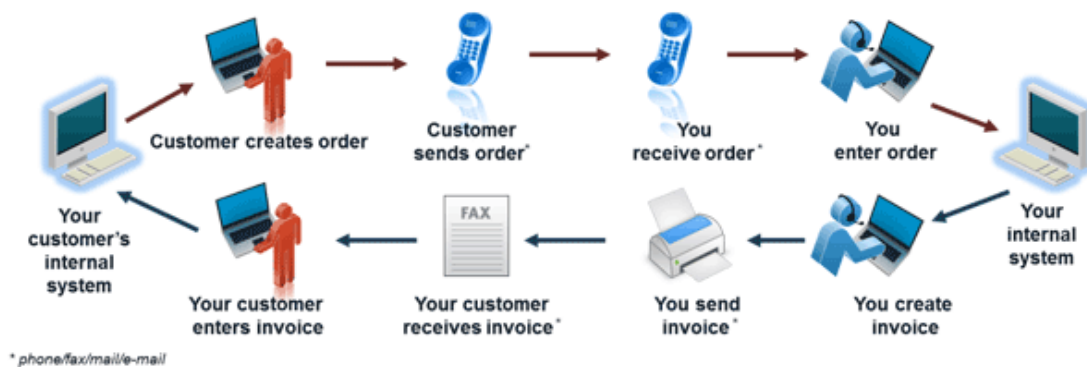 Customer creates order
Customer
sends order*
You
receive order*
You
enter order
Your
customer's
internal
system
FAX
Your
internal
system
Your customer
enters invoice
Your customer
receives invoice*
You send
invoice*
You create
invoice
* phone/fax/mail/e-mail